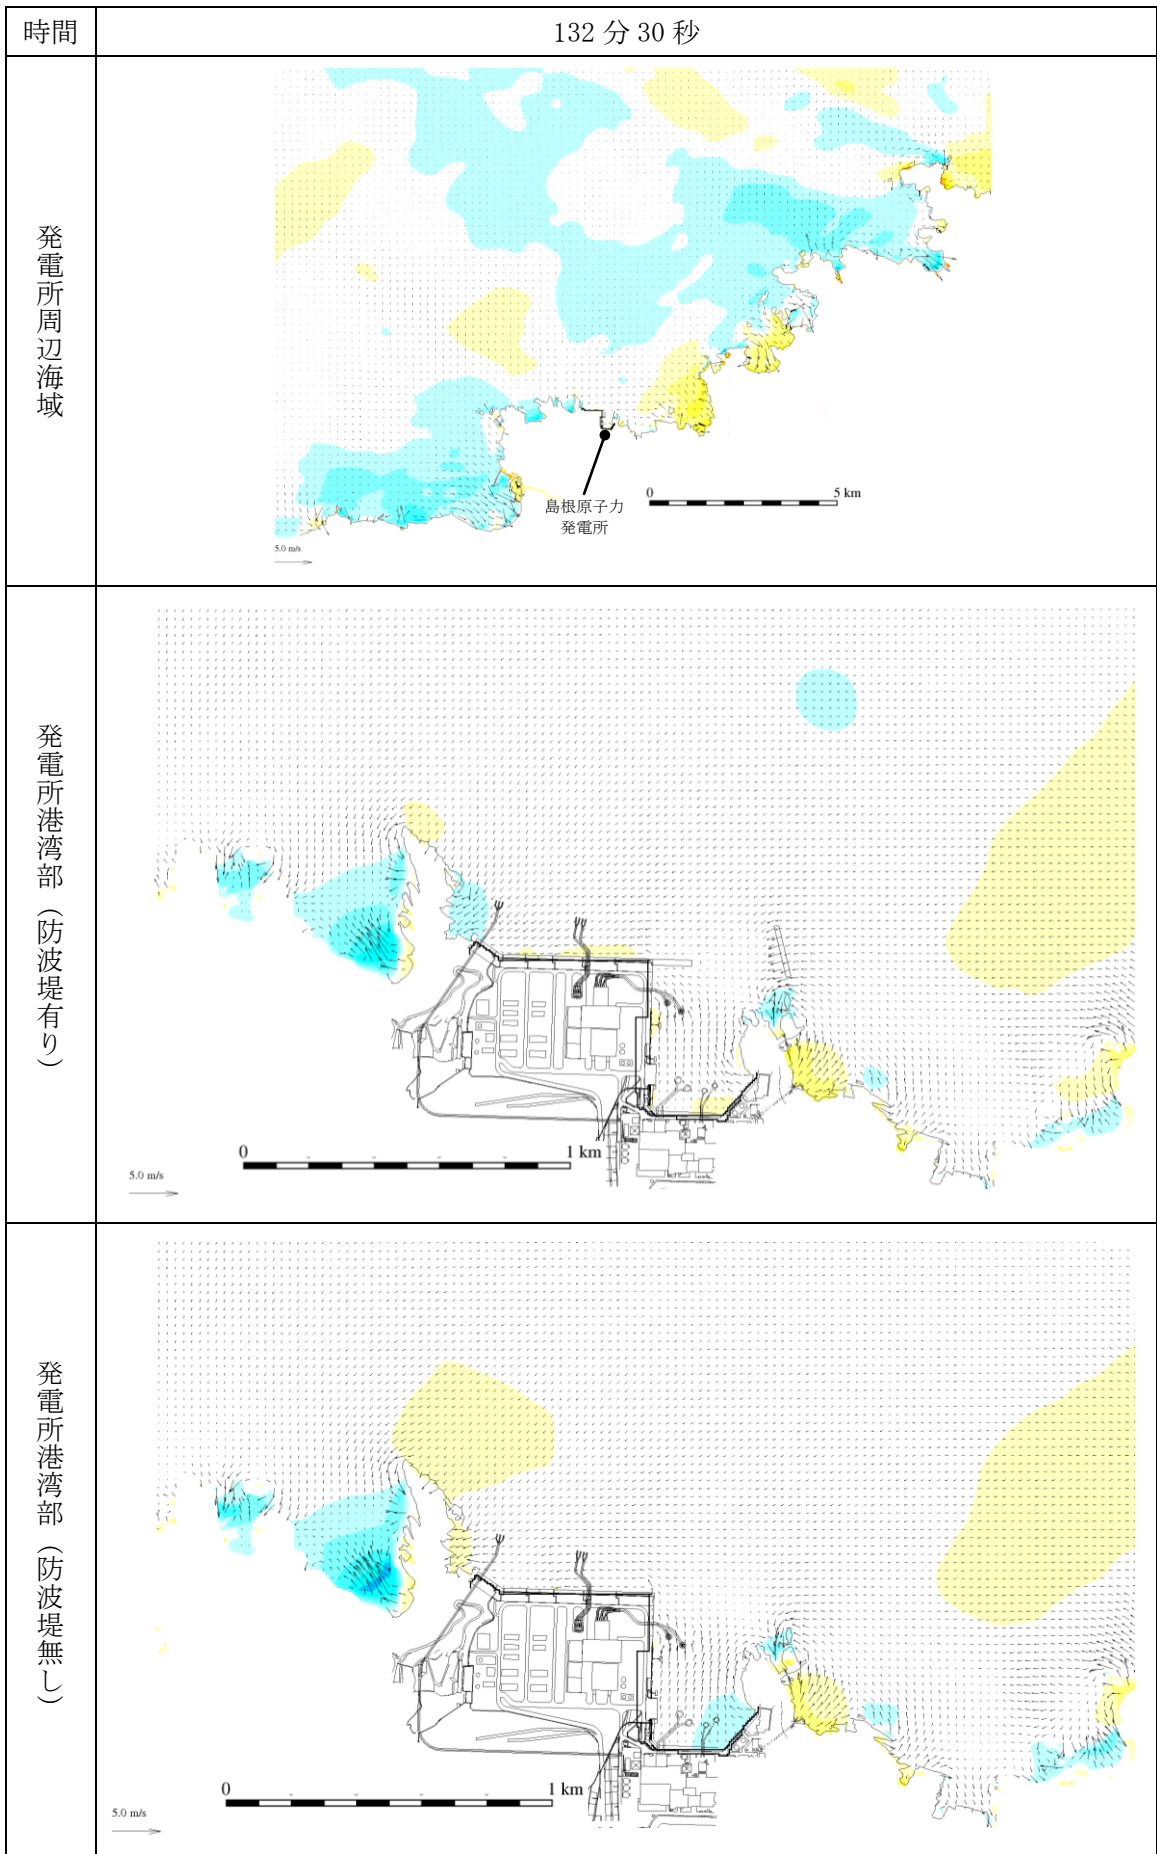 時間
132 分 30 秒
発電所周辺海域
島根原子力
発電所
0
5 km
5.0 m/s
発電所港湾部（防波堤有り）
0
1 km
5.0 m/s
発電所港湾部（防波堤無し）
0
1 km
5.0 m/s